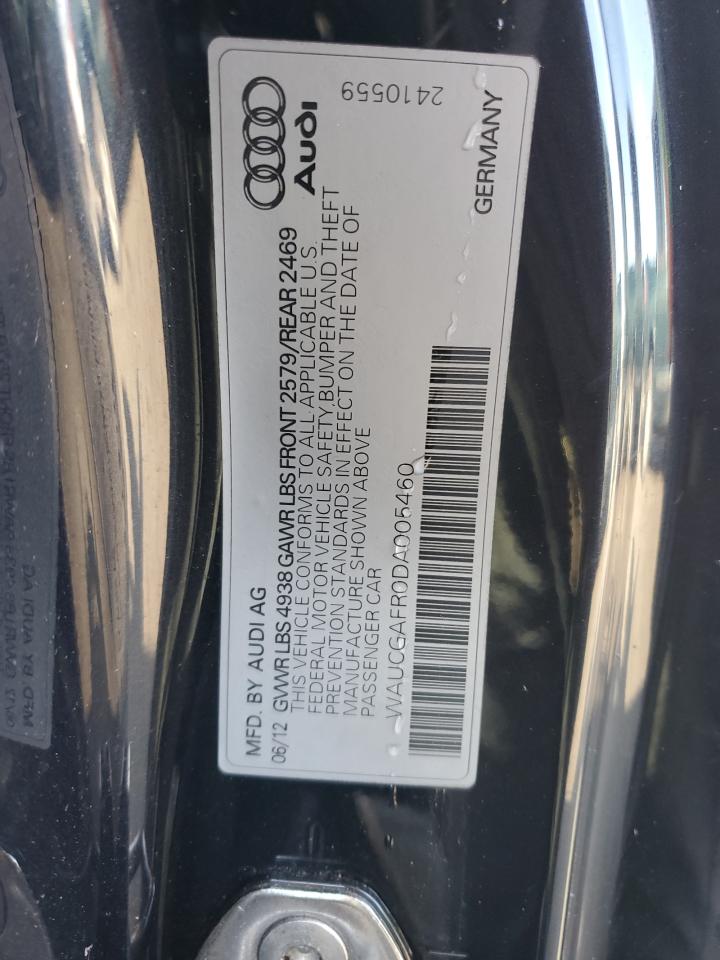 MFD. BY AUDI AG
06/12 GVWR LBS 4938 GAWR LBS FRONT 2579/REAR 2469
THIS VEHICLE CONFORMS TO ALL APPLICABLE U.S.
FEDERAL MOTOR VEHICLE SAFETY, BUMPER AND THEFT
PREVENTION STANDARDS IN EFFECT ON THE DATE OF
MANUFACTURE SHOWN ABOVE
PASSENGER CAR
WAUCGAFR0DA005460
Audi
GERMANY
2410559